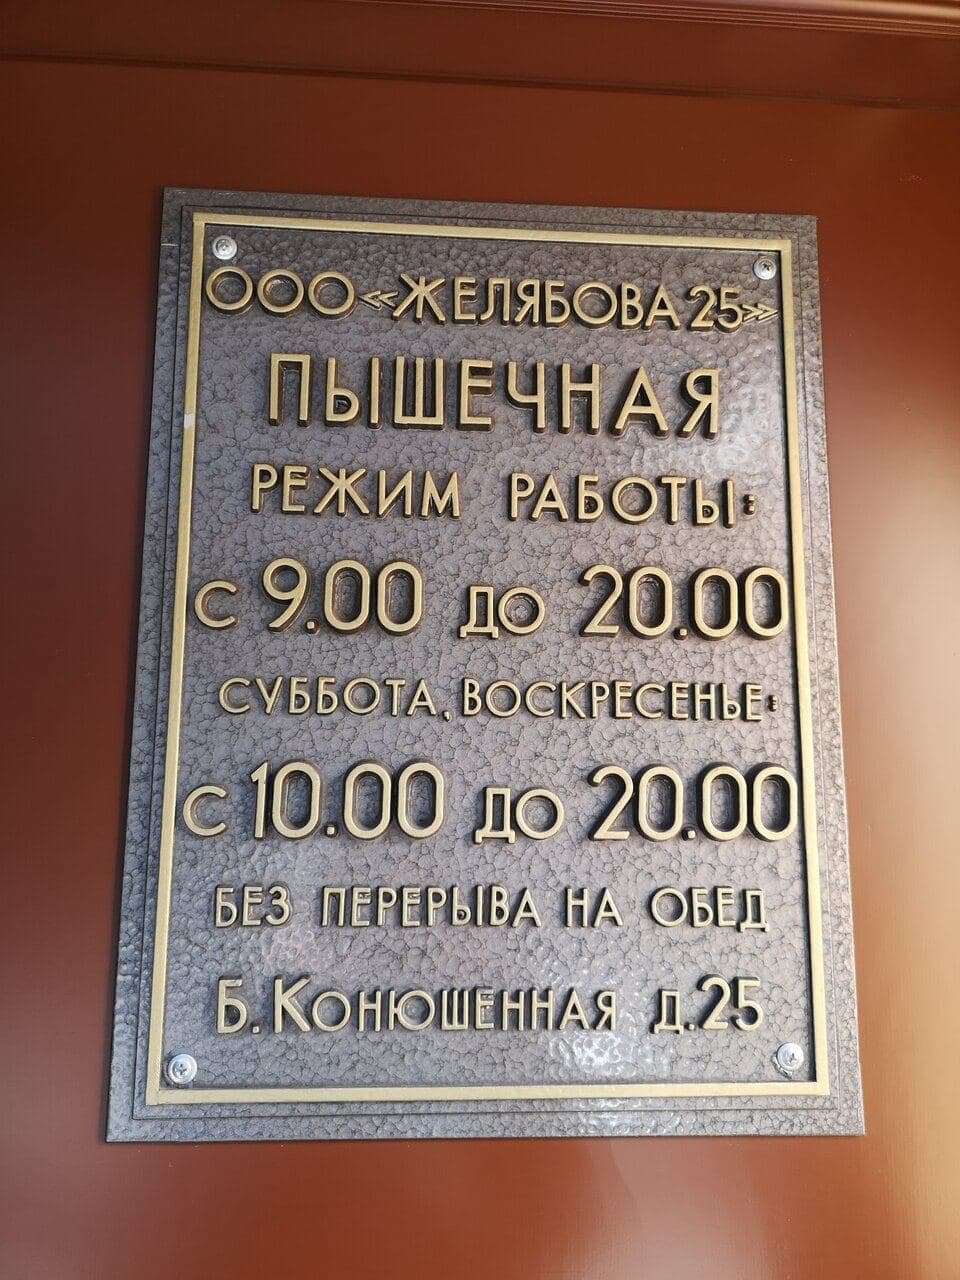 ООО «ЖЕЛЯБОВА 25»
ПЫШЕЧНАЯ
РЕЖИМ РАБОТЫ:
с 9.00 до 20.00
СУББОТА, ВОСКРЕСЕНЬЕ:
с 10.00 до 20.00
БЕЗ ПЕРЕРЫВА НА ОБЕД
Б. КОНЮШЕННАЯ Д. 25